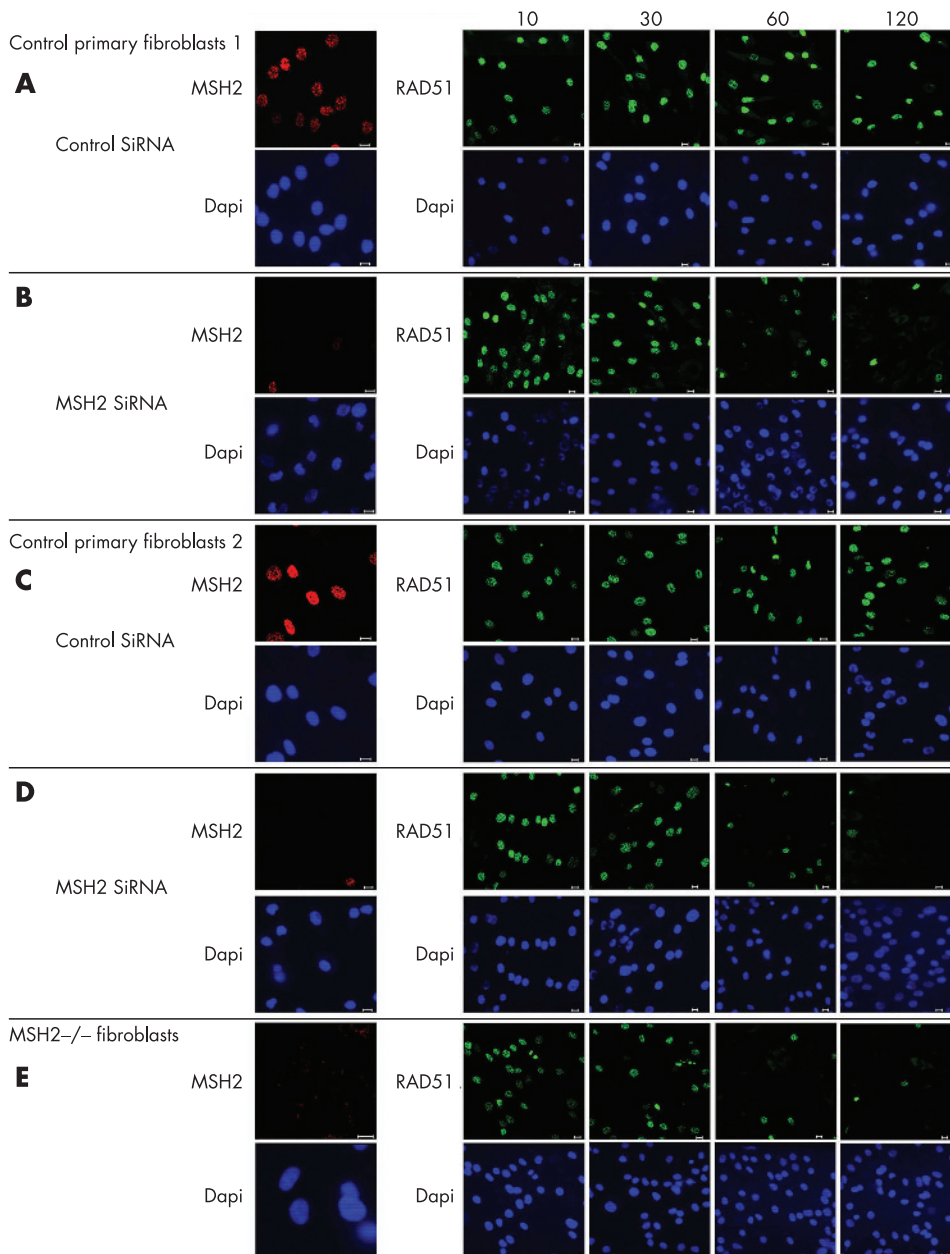 10 30 60 120
Control primary fibroblasts 1
A
MSH2 RAD51
Control SiRNA
Dapi Dapi
B
MSH2 RAD51
MSH2 SiRNA
Dapi Dapi
Control primary fibroblasts 2
C
MSH2 RAD51
Control SiRNA
Dapi Dapi
D
MSH2 RAD51
MSH2 SiRNA
Dapi Dapi
MSH2–/– fibroblasts
E
MSH2 RAD51
Dapi Dapi